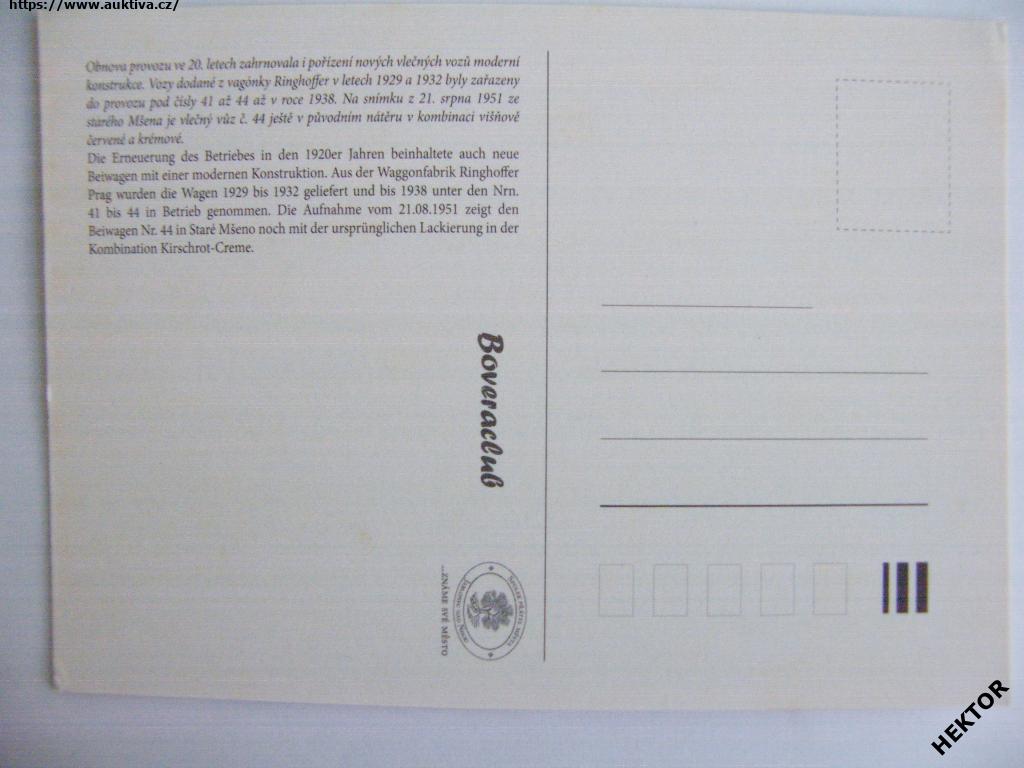 https://www.auktiva.cz/
Obnova provozu ve 20. letech zahrnovala i pořízení nových vlečných vozů moderní
konstrukce. Vozy dodané z vagónky Ringhoffer v letech 1929 a 1932 byly zařazeny
do provozu pod čísly 41 až 44 až v roce 1938. Na snímku z 21. srpna 1951 ze
starého Mšena je vlečný vůz č. 44 ještě v původním nátěru v kombinaci višňově
červené a krémové.
Die Erneuerung des Betriebes in den 1920er Jahren beinhaltete auch neue
Beiwagen mit einer modernen Konstruktion. Aus der Waggonfabrik Ringhoffer
Prag wurden die Wagen 1929 bis 1932 geliefert und bis 1938 unter den Nrn.
41 bis 44 in Betrieb genommen. Die Aufnahme vom 21.08.1951 zeigt den
Beiwagen Nr. 44 in Staré Mšeno noch mit der ursprünglichen Lackierung in der
Kombination Kirschrot-Creme.
Boveraclub
Spolek přátel města
Jablonec nad Nisou
...ZNÁME SVÉ MĚSTO
HEKTOR